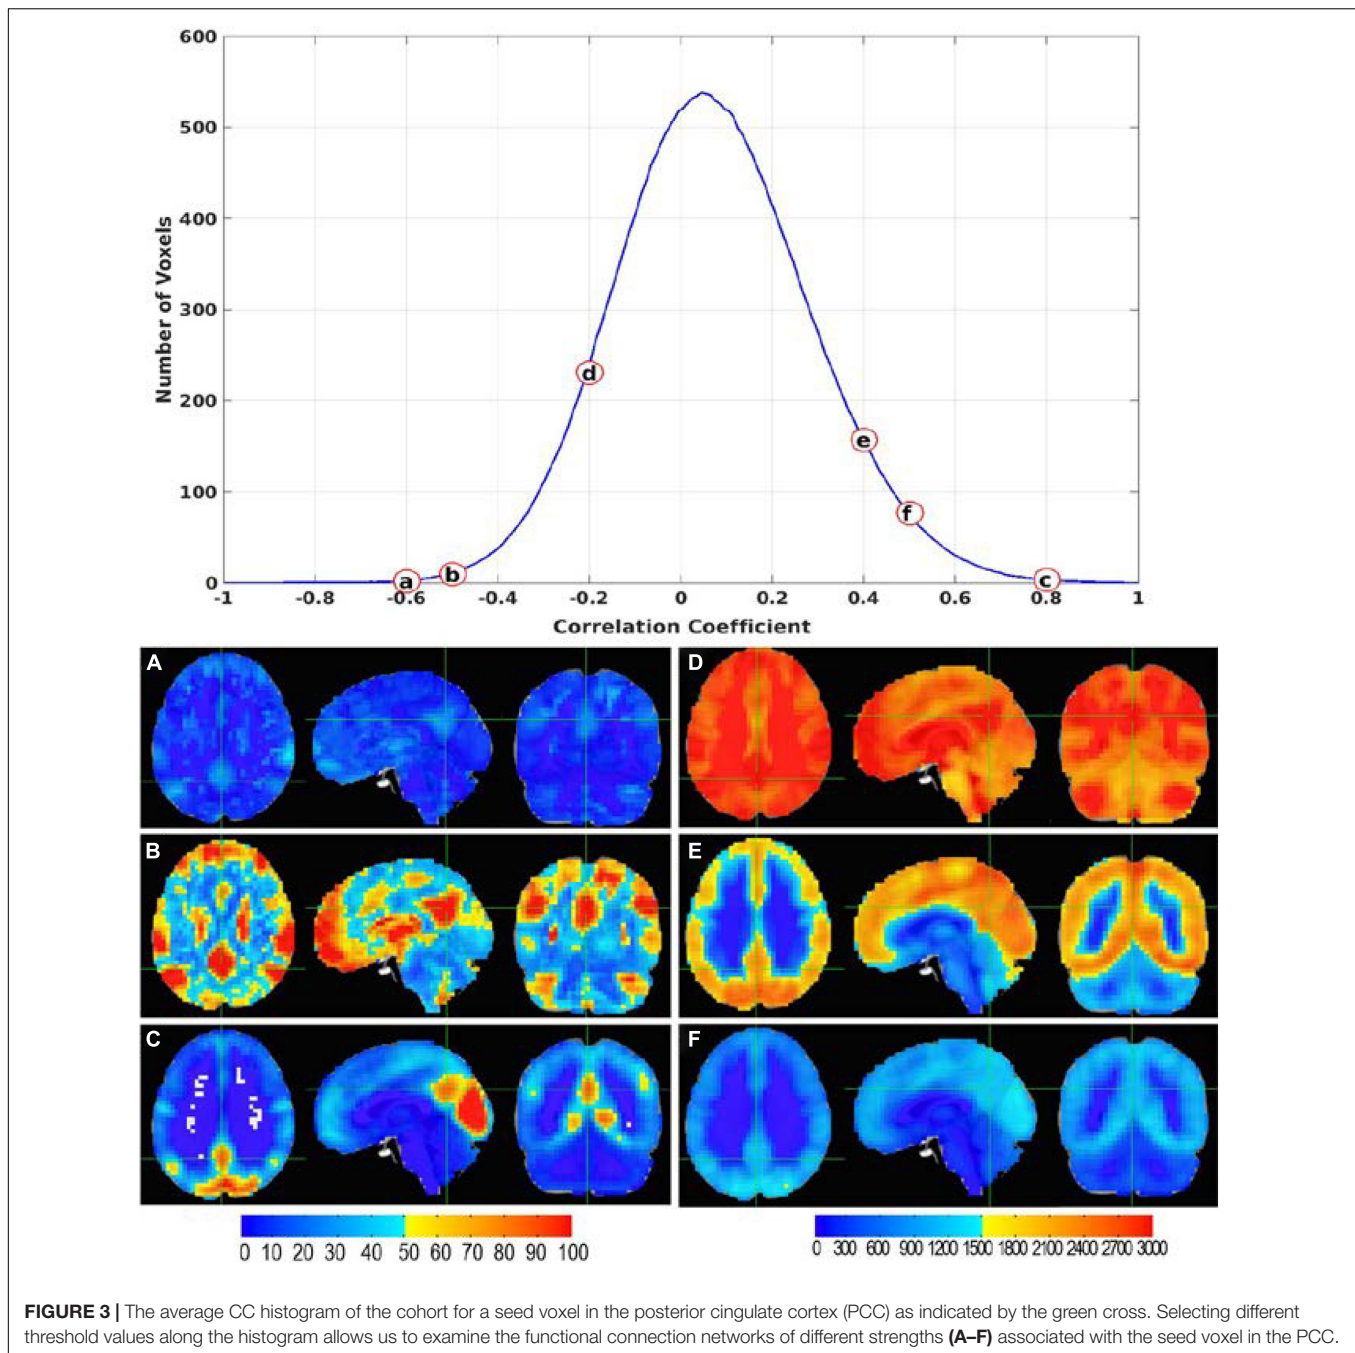 600
500
400
300
200
100
0
Number of Voxels
d
e
f
a
b
c
-1 -0.8 -0.6 -0.4 -0.2 0 0.2 0.4 0.6 0.8 1
Correlation Coefficient
A
D
B
E
C
F
0 10 20 30 40 50 60 70 80 90 100
0 300 600 900 1200 1500 1800 2100 2400 2700 3000
FIGURE 3 | The average CC histogram of the cohort for a seed voxel in the posterior cingulate cortex (PCC) as indicated by the green cross. Selecting different
threshold values along the histogram allows us to examine the functional connection networks of different strengths (A–F) associated with the seed voxel in the PCC.